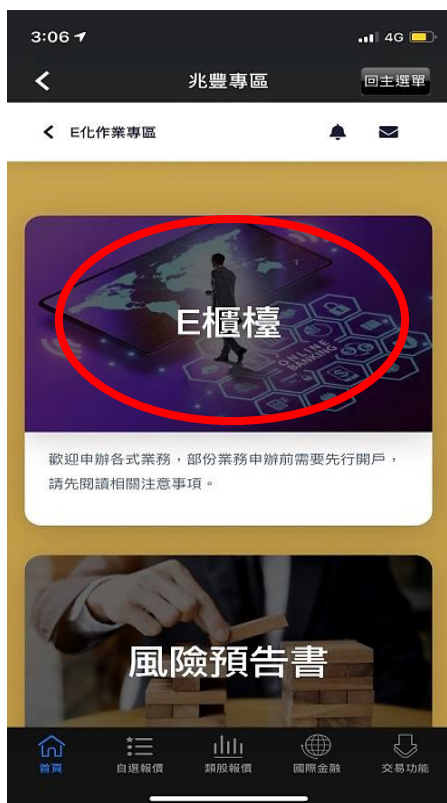 3:06
4G
兆豐專區
回主選單
E化作業專區
E櫃檯
ONLINE
BANKING
歡迎申辦各式業務，部份業務申辦前需要先行開戶，
請先閱讀相關注意事項。
風險預告書
首頁
自選報價
類股報價
國際金融
交易功能